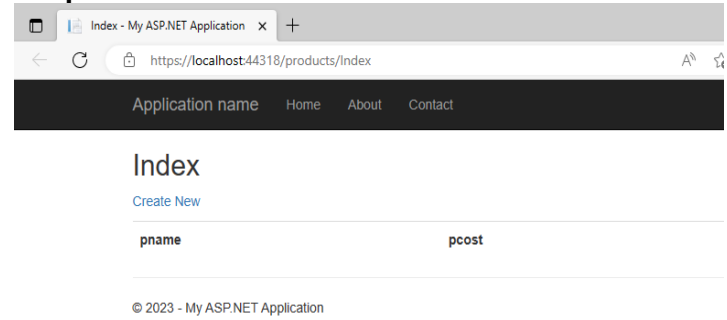 Index - My ASP.NET Application
https://localhost:44318/products/Index
Application name Home About Contact
Index
Create New
pname pcost
© 2023 - My ASP.NET Application